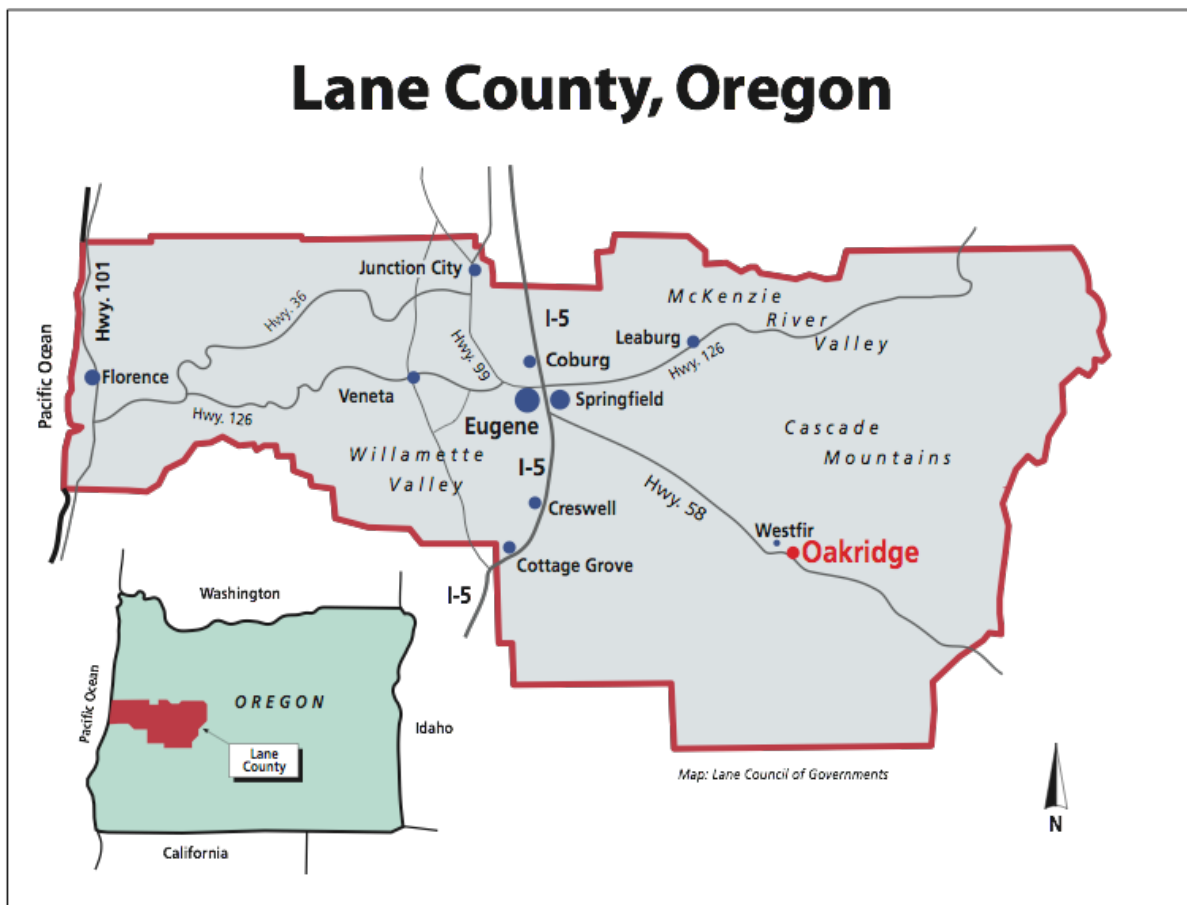 Lane County, Oregon
Pacific Ocean
Hwy. 101
Junction City
Hwy. 36
I-5
McKenzie
River
Valley
Leaburg
Hwy. 126
Hwy. 99
Coburg
Florence
Veneta
Springfield
Hwy. 126
Eugene
Cascade
Mountains
Willamette
Valley
I-5
Hwy. 58
Creswell
Westfir
Oakridge
Cottage Grove
I-5
Washington
Pacific Ocean
OREGON
Idaho
Lane
County
California
Map: Lane Council of Governments
N